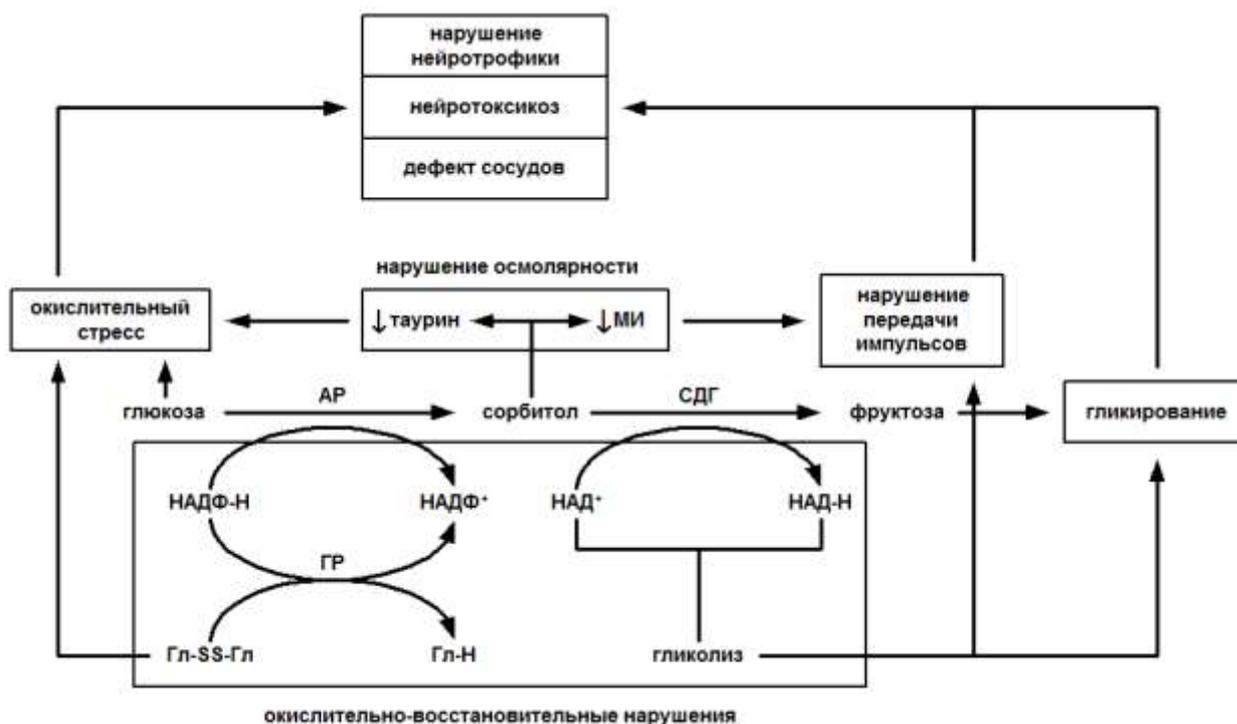 нарушение
нейротрофики
нейротоксикоз
дефект сосудов
нарушение осмолярности
окислительный
стресс
↓таурин
↓МИ
нарушение
передачи
импульсов
глюкоза
АР
сорбитол
СДГ
фруктоза
гликирование
НАДФ-Н
НАДФ⁺
НАД⁺
НАД-Н
ГР
Гл-SS-Гл
Гл-Н
гликолиз
окислительно-восстановительные нарушения